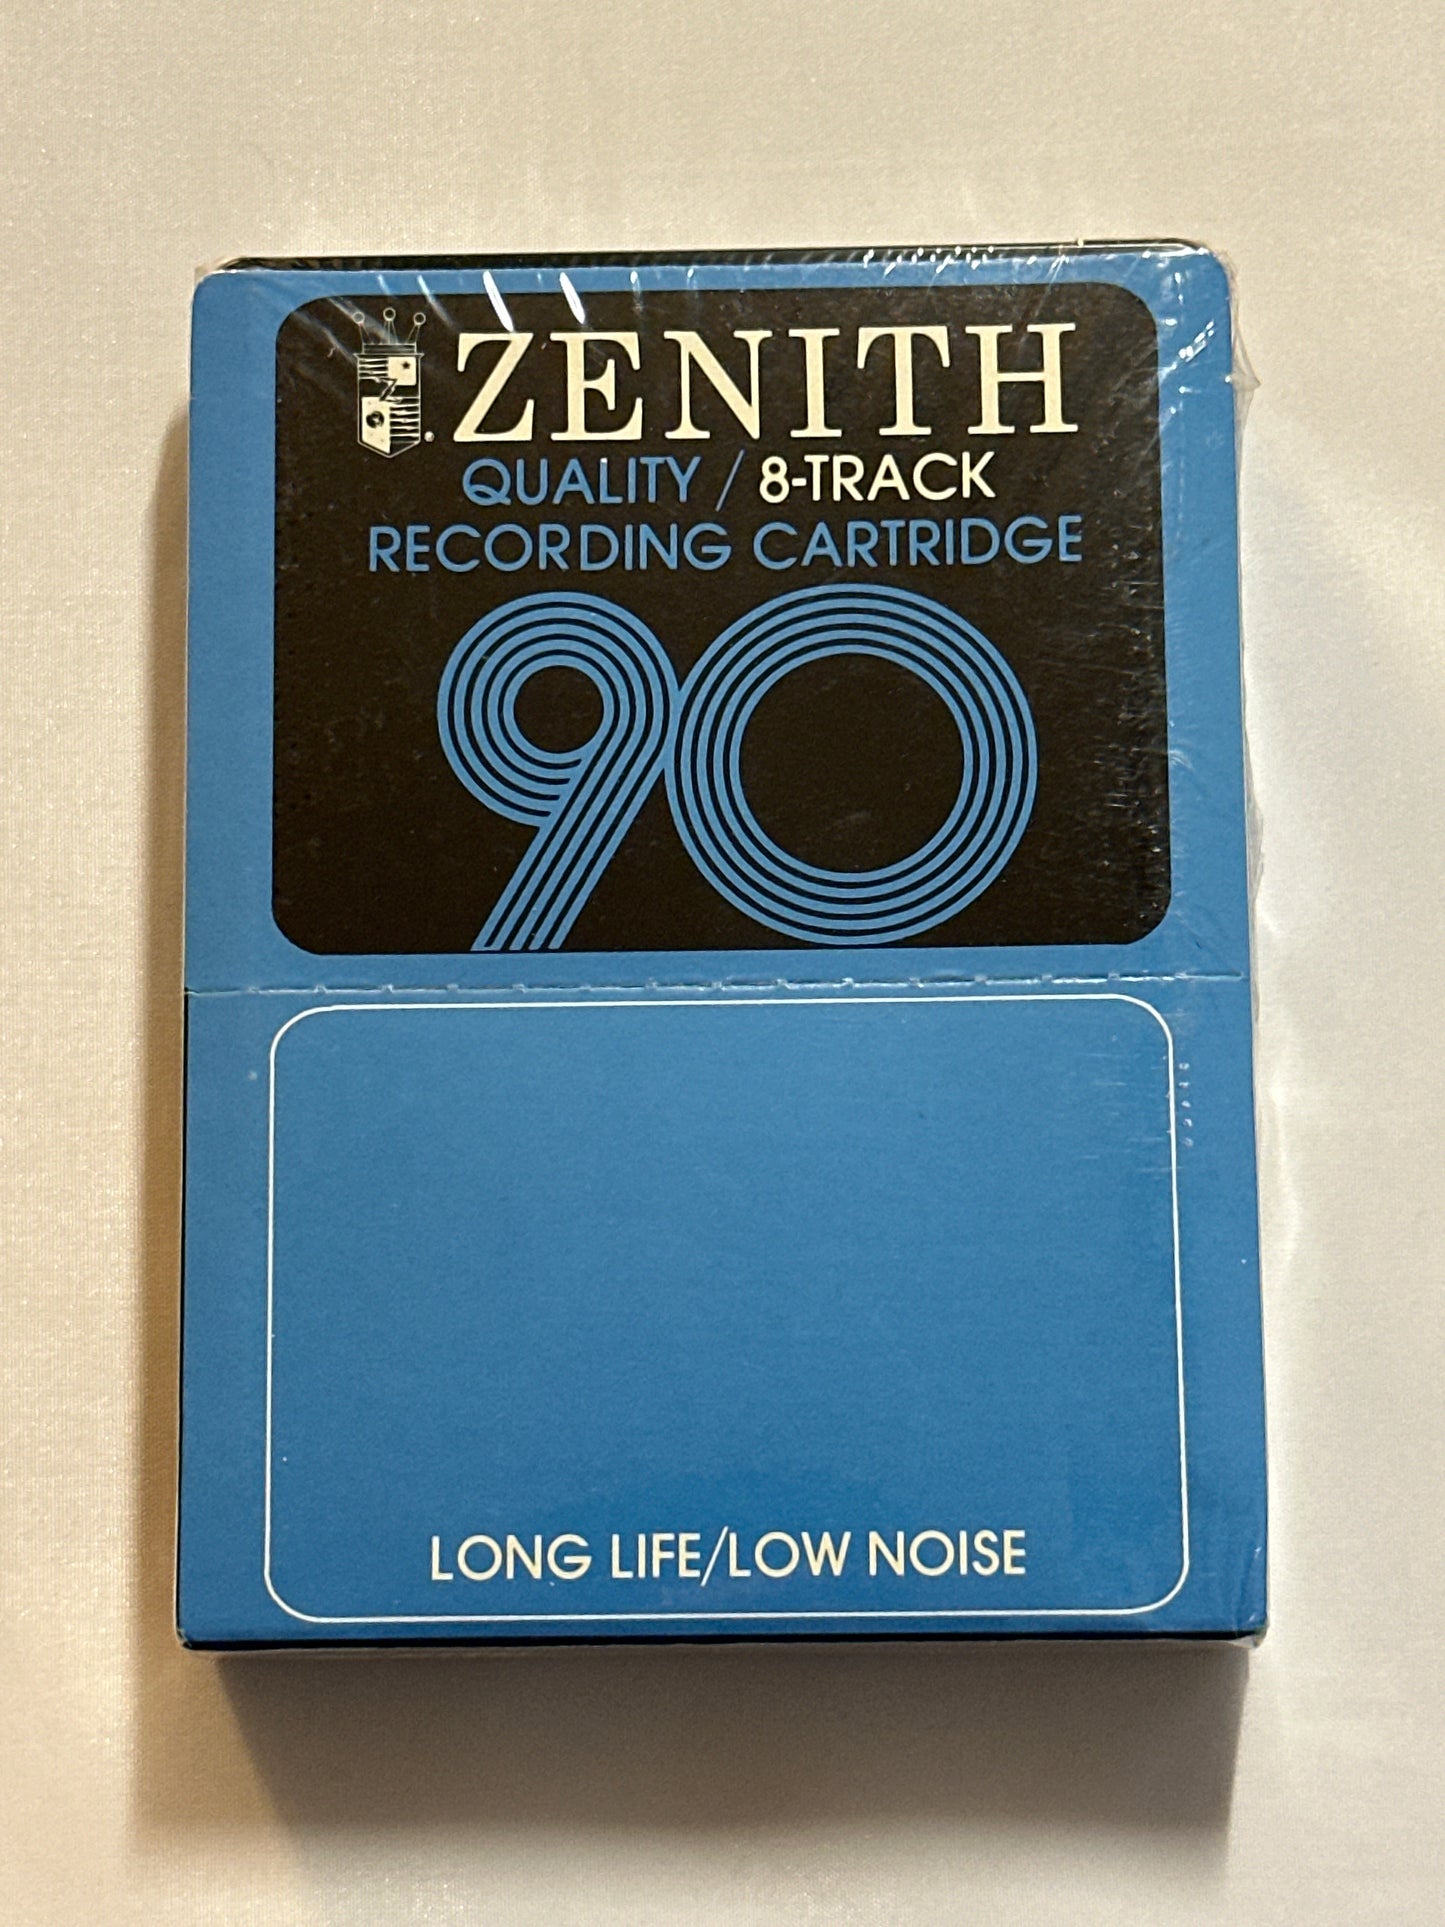 ZENITH
QUALITY / 8-TRACK
RECORDING CARTRIDGE
90
LONG LIFE/LOW NOISE